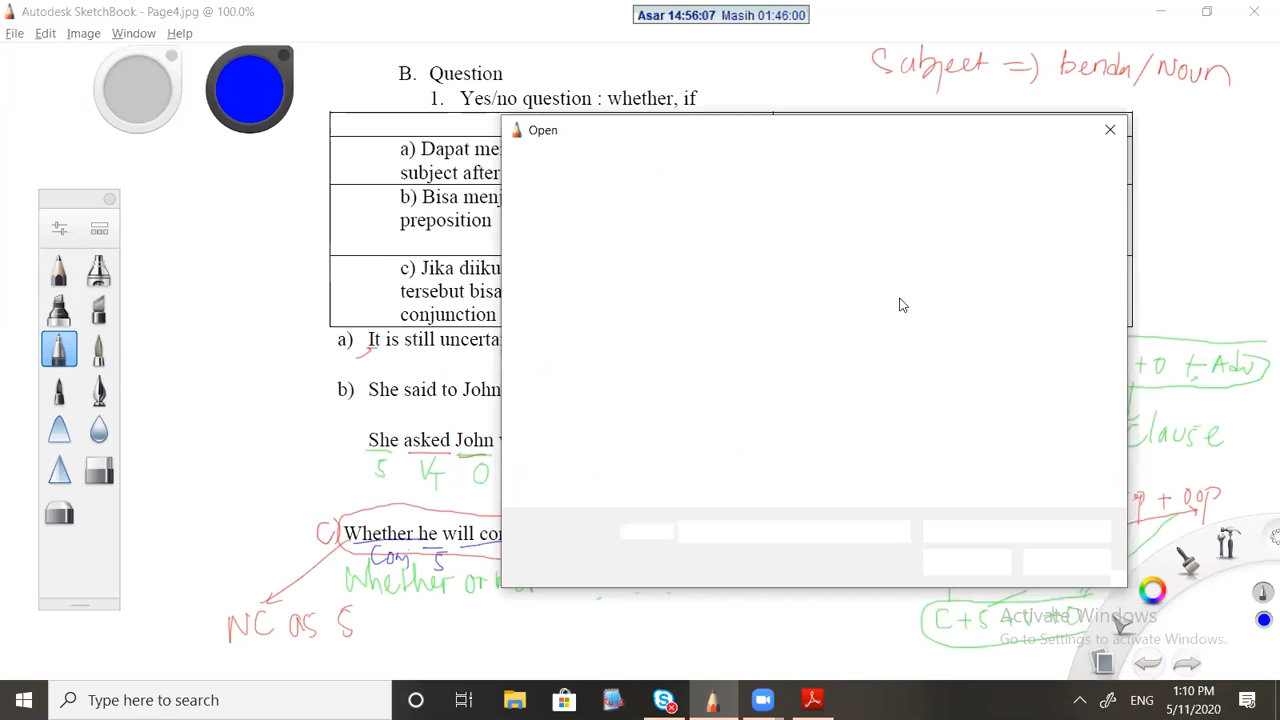 Autodesk SketchBook - Page4.jpg @ 100.0%
Asar 14:56:07 Masih 01:46:00
File Edit Image Window Help
Subject => benda/Noun
B. Question
1. Yes/no question : whether, if
Open
a) Dapat me
subject after
b) Bisa menj
preposition
c) Jika diiku
tersebut bisa
conjunction
a) It is still uncerta
+ O + Adv
b) She said to John
Clause
She asked John
S VT O
p + OOP
C) Whether he will co
Conj S
Whether or
NC as S
C + S + V + O
Activate Windows
Go to Settings to activate Windows.
Type here to search
ENG
1:10 PM
5/11/2020